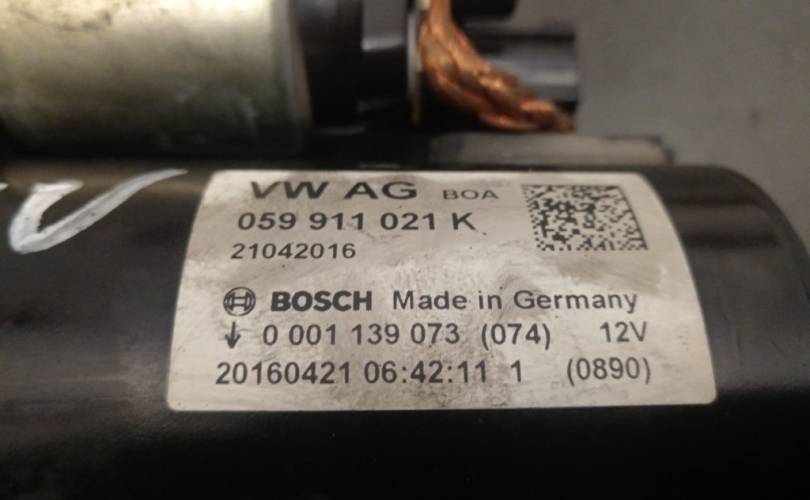 VW AG BOA
059 911 021 K
21042016
BOSCH Made in Germany
0 001 139 073 (074) 12V
20160421 06:42:11 1 (0890)